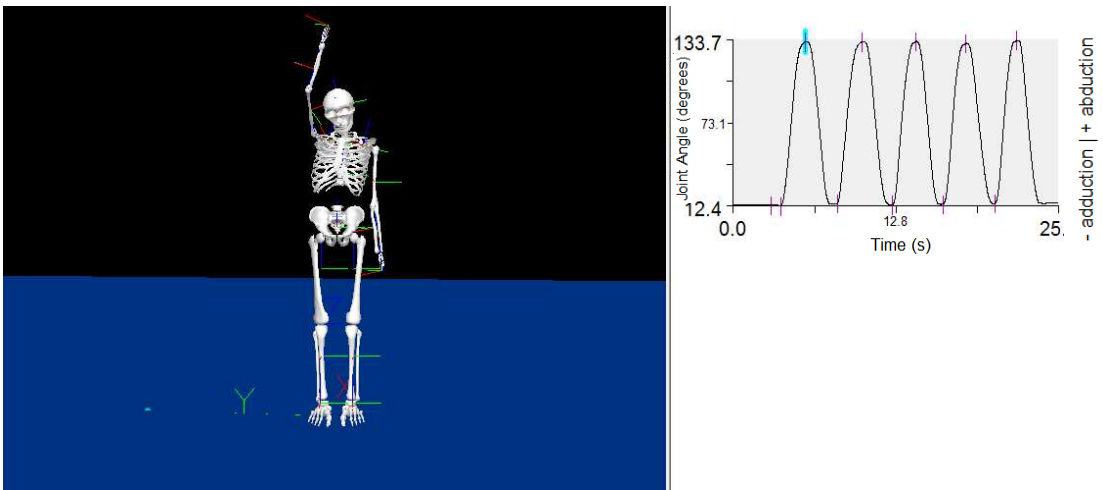 133.7
73.1
12.4
Joint Angle (degrees)
0.0
12.8
25.
Time (s)
- adduction | + abduction
Y
X